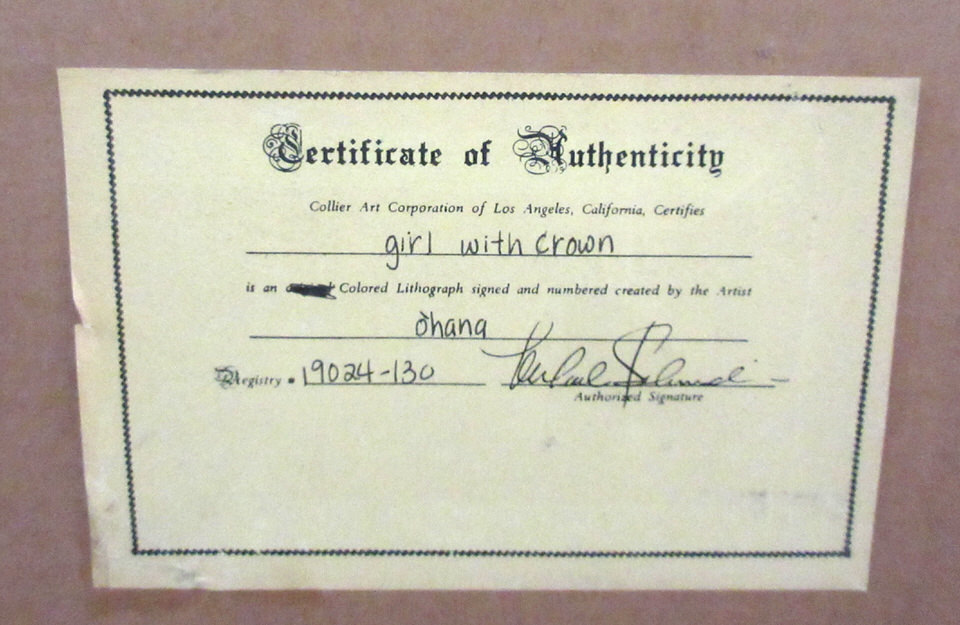 Certificate of Authenticity
Collier Art Corporation of Los Angeles, California, Certifies
girl with crown
is an Colored Lithograph signed and numbered created by the Artist
Ohana
Registry 19024-130
Authorized Signature